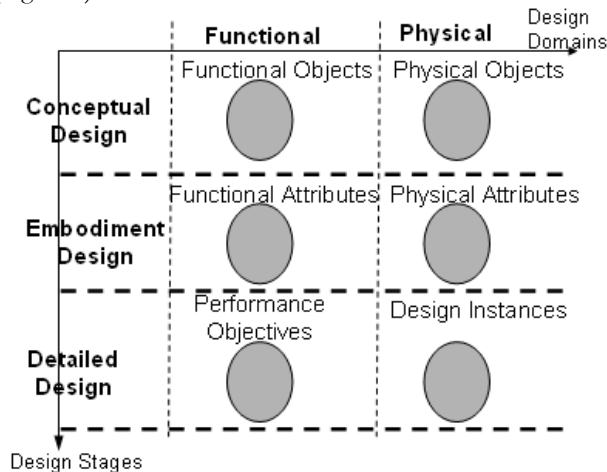 Design
Domains
Functional
Physical
Functional Objects
Physical Objects
Conceptual
Design
Functional Attributes
Physical Attributes
Embodiment
Design
Performance
Objectives
Design Instances
Detailed
Design
Design Stages